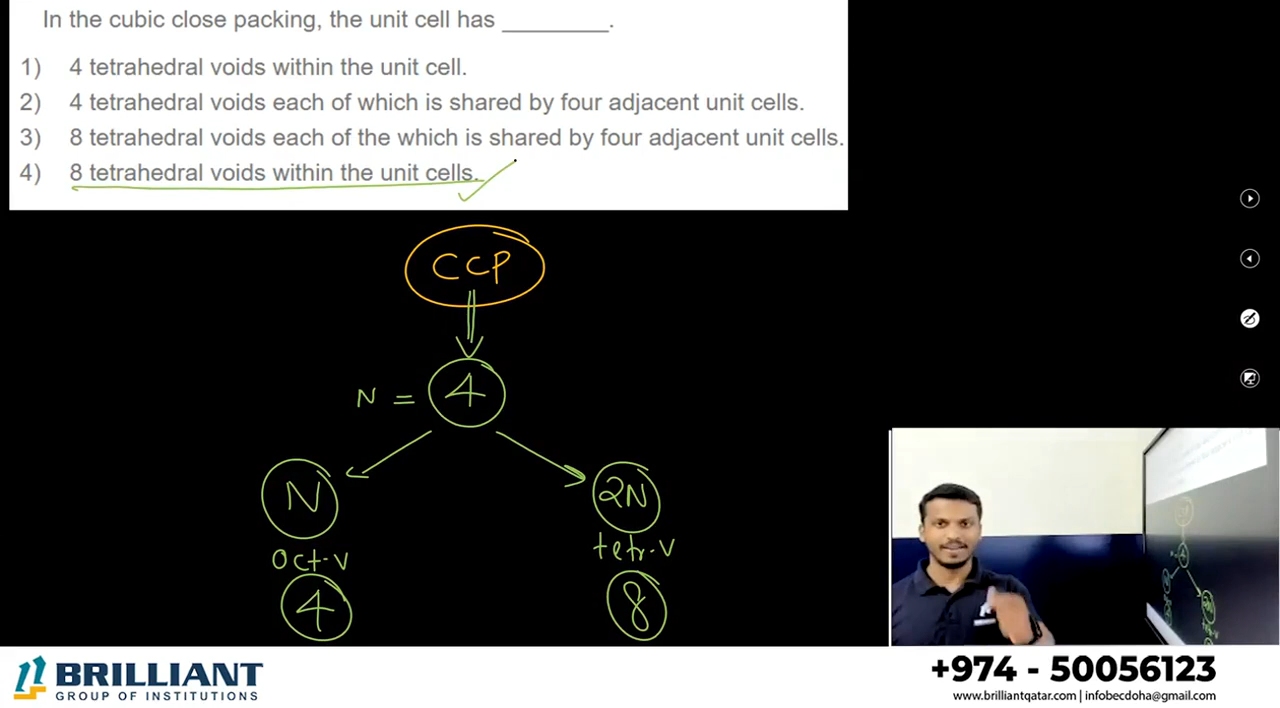 In the cubic close packing, the unit cell has ________.
1) 4 tetrahedral voids within the unit cell.
2) 4 tetrahedral voids each of which is shared by four adjacent unit cells.
3) 8 tetrahedral voids each of the which is shared by four adjacent unit cells.
4) 8 tetrahedral voids within the unit cells.
CCP
N = 4
N
2N
Oct-V
tetr-V
4
8
BRILLIANT
GROUP OF INSTITUTIONS
+974 - 50056123
www.brilliantqatar.com | infobecdoha@gmail.com